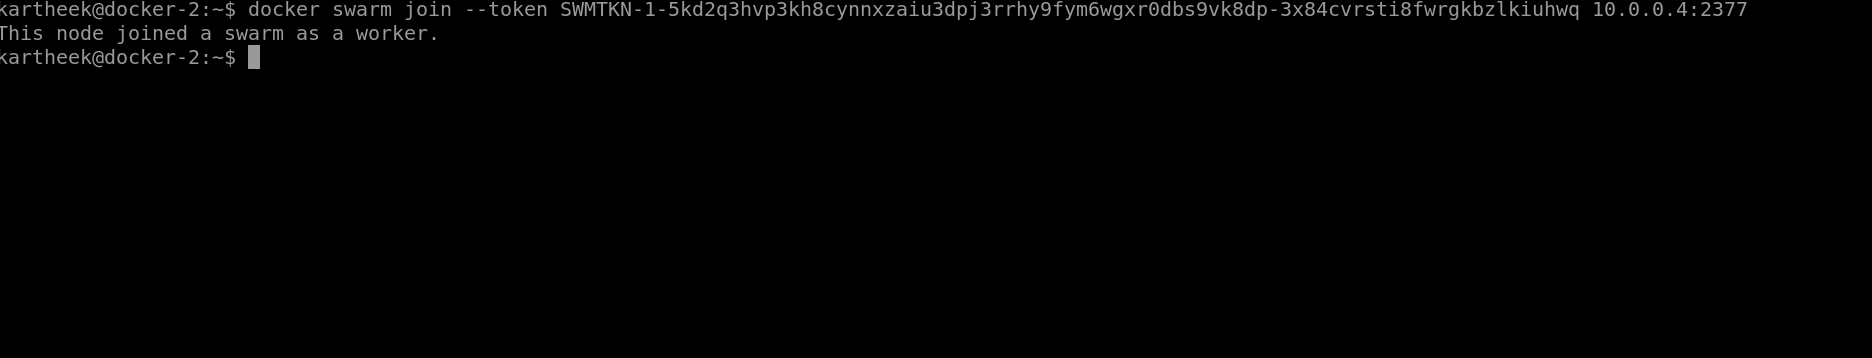 kartheek@docker-2:~$ docker swarm join --token SWMTKN-1-5kd2q3hvp3kh8cynnxzaiu3dpj3rrhy9fym6wgxr0dbs9vk8dp-3x84cvrsti8fwrgkbzlkiuhwq 10.0.0.4:2377
This node joined a swarm as a worker.
kartheek@docker-2:~$